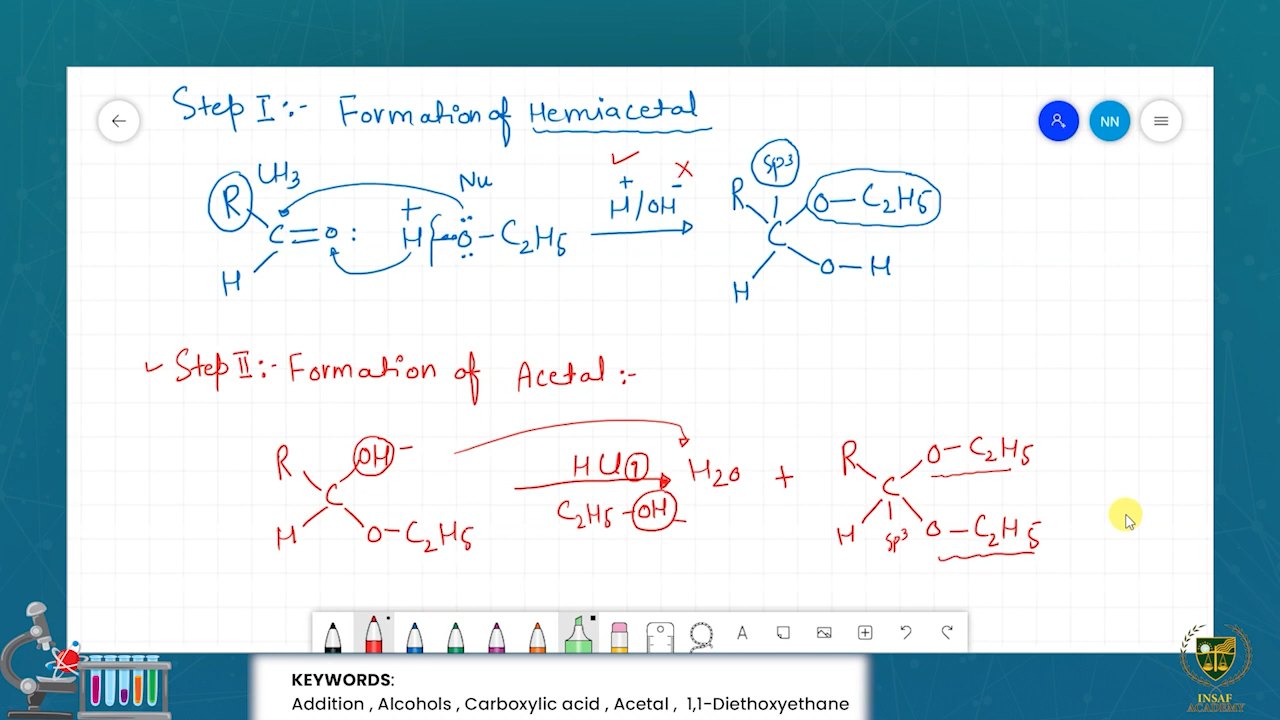 Step I :- Formation of Hemiacetal
NN
CH3
Nu
+
H/OH-
x
sp3
R
C=O:
H
+
H
O-C2H5
R
O-C2H5
C
H
O-H
Step II :- Formation of Acetal :-
R
OH-
C
H
O-C2H5
HCl(g)
C2H5-OH
H2O + 
R
O-C2H5
C
H
sp3
O-C2H5
A
KEYWORDS:
Addition , Alcohols , Carboxylic acid , Acetal , 1,1-Diethoxyethane
INSAF
ACADEMY